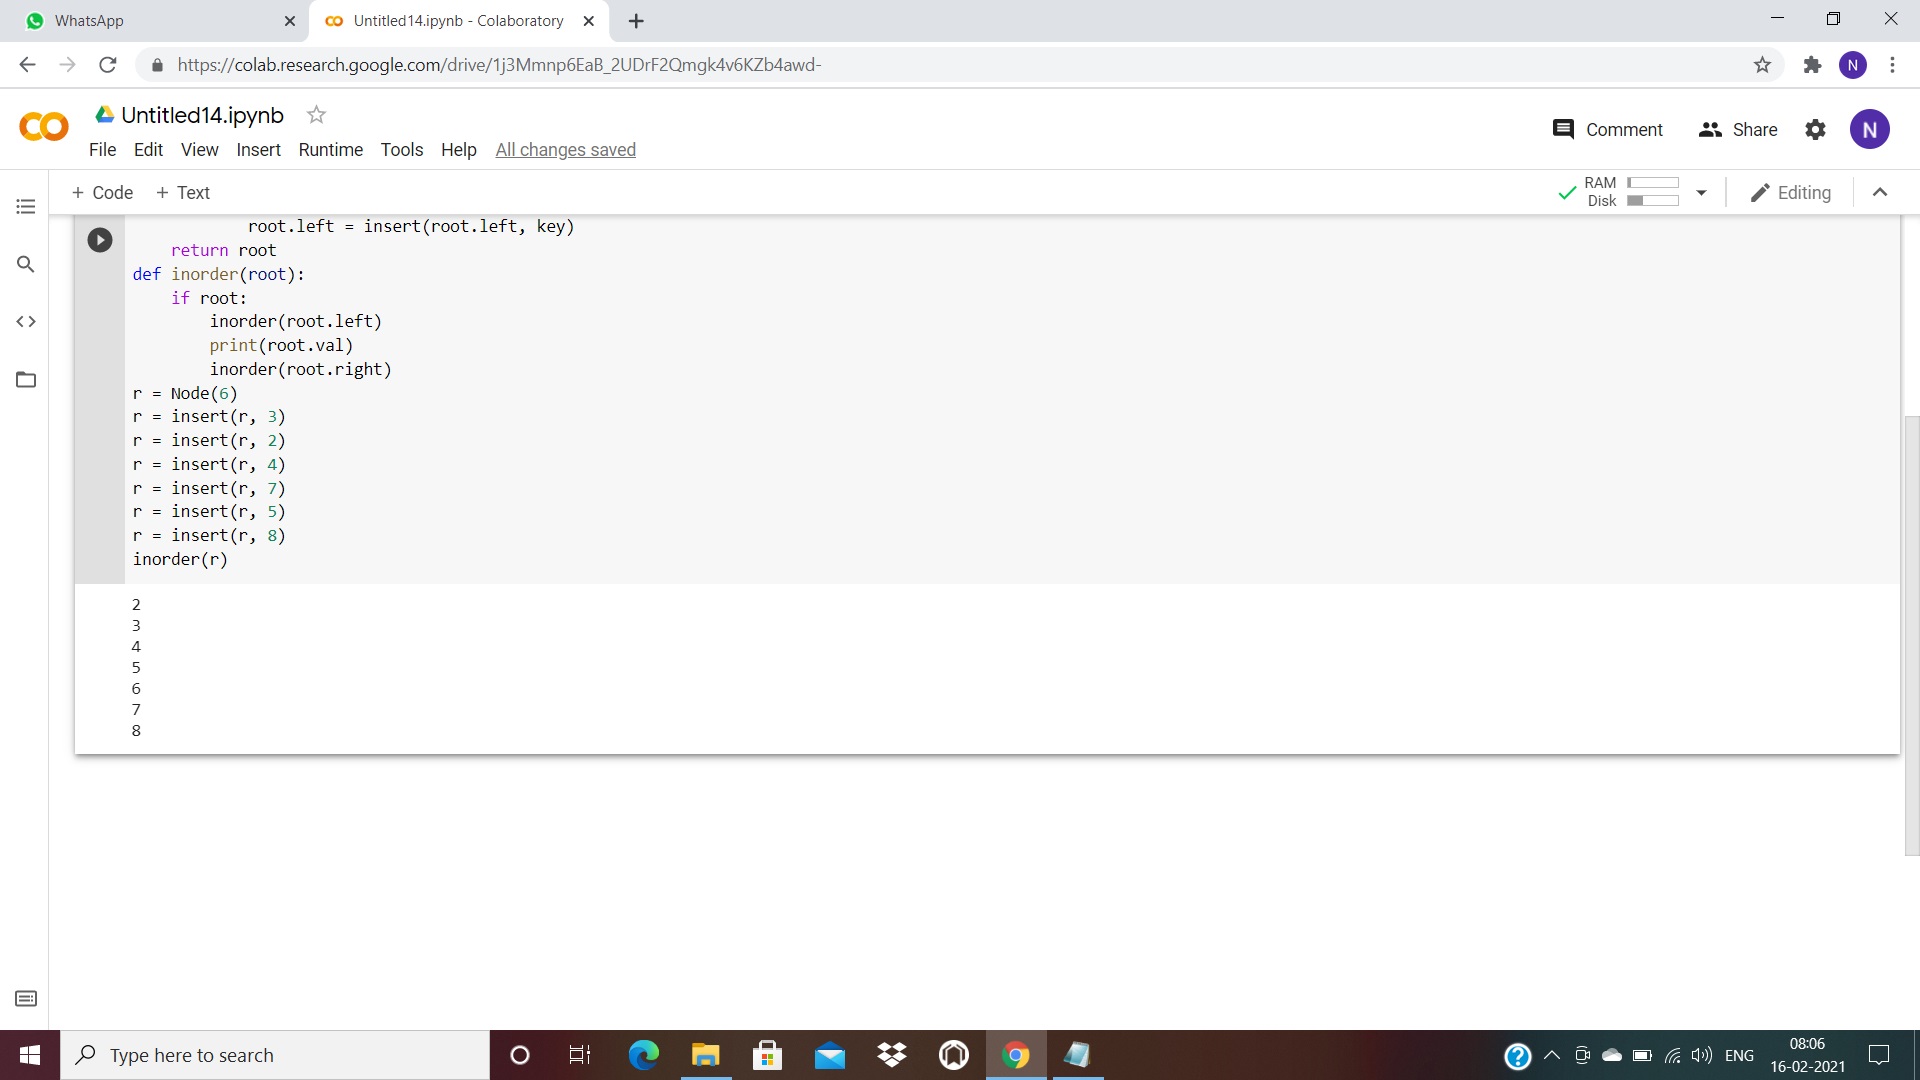 WhatsApp
Untitled14.ipynb - Colaboratory
https://colab.research.google.com/drive/1j3Mmnp6EaB_2UDrF2Qmgk4v6KZb4awd-
N
Untitled14.ipynb
Comment
Share
N
File Edit View Insert Runtime Tools Help All changes saved
+ Code + Text
RAM
Disk
Editing
root.left = insert(root.left, key)
return root
def inorder(root):
if root:
inorder(root.left)
print(root.val)
inorder(root.right)
r = Node(6)
r = insert(r, 3)
r = insert(r, 2)
r = insert(r, 4)
r = insert(r, 7)
r = insert(r, 5)
r = insert(r, 8)
inorder(r)
2
3
4
5
6
7
8
Type here to search
ENG
08:06
16-02-2021